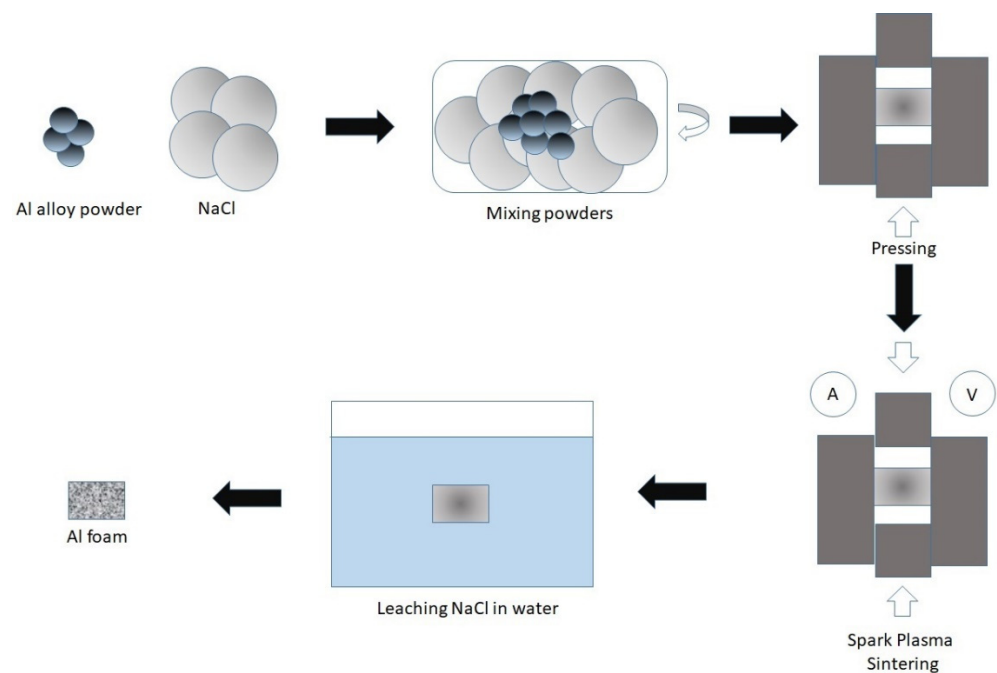 Al alloy powder
NaCl
Mixing powders
Pressing
A
V
Spark Plasma
Sintering
Leaching NaCl in water
Al foam